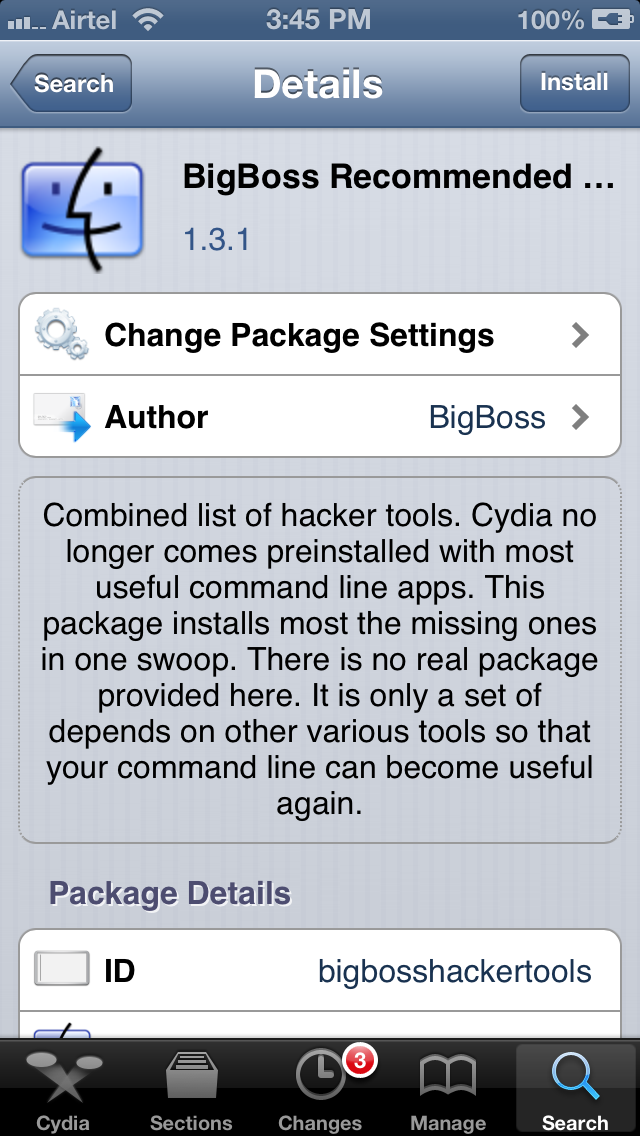 Airtel 3:45 PM 100%
Search Details Install
BigBoss Recommended ...
1.3.1
Change Package Settings
Author BigBoss
Combined list of hacker tools. Cydia no
longer comes preinstalled with most
useful command line apps. This
package installs most the missing ones
in one swoop. There is no real package
provided here. It is only a set of
depends on other various tools so that
your command line can become useful
again.
Package Details
ID bigbosshackertools
3
Cydia Sections Changes Manage Search